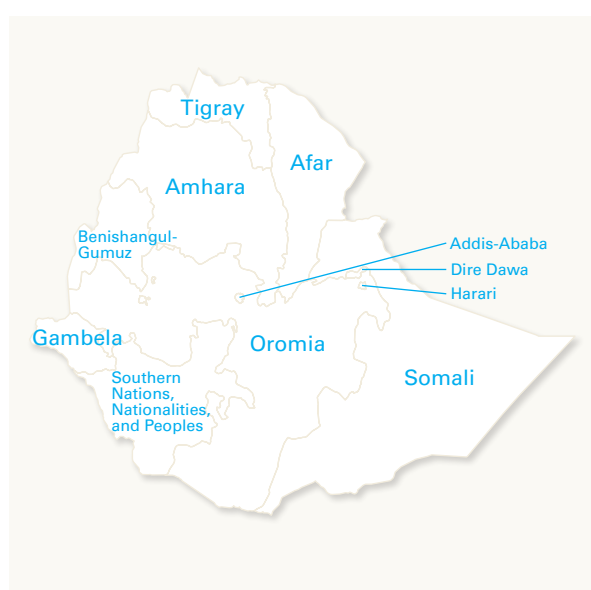 Tigray
Afar
Amhara
Benishangul-
Gumuz
Addis-Ababa
Dire Dawa
Harari
Gambela
Oromia
Somali
Southern
Nations,
Nationalities,
and Peoples